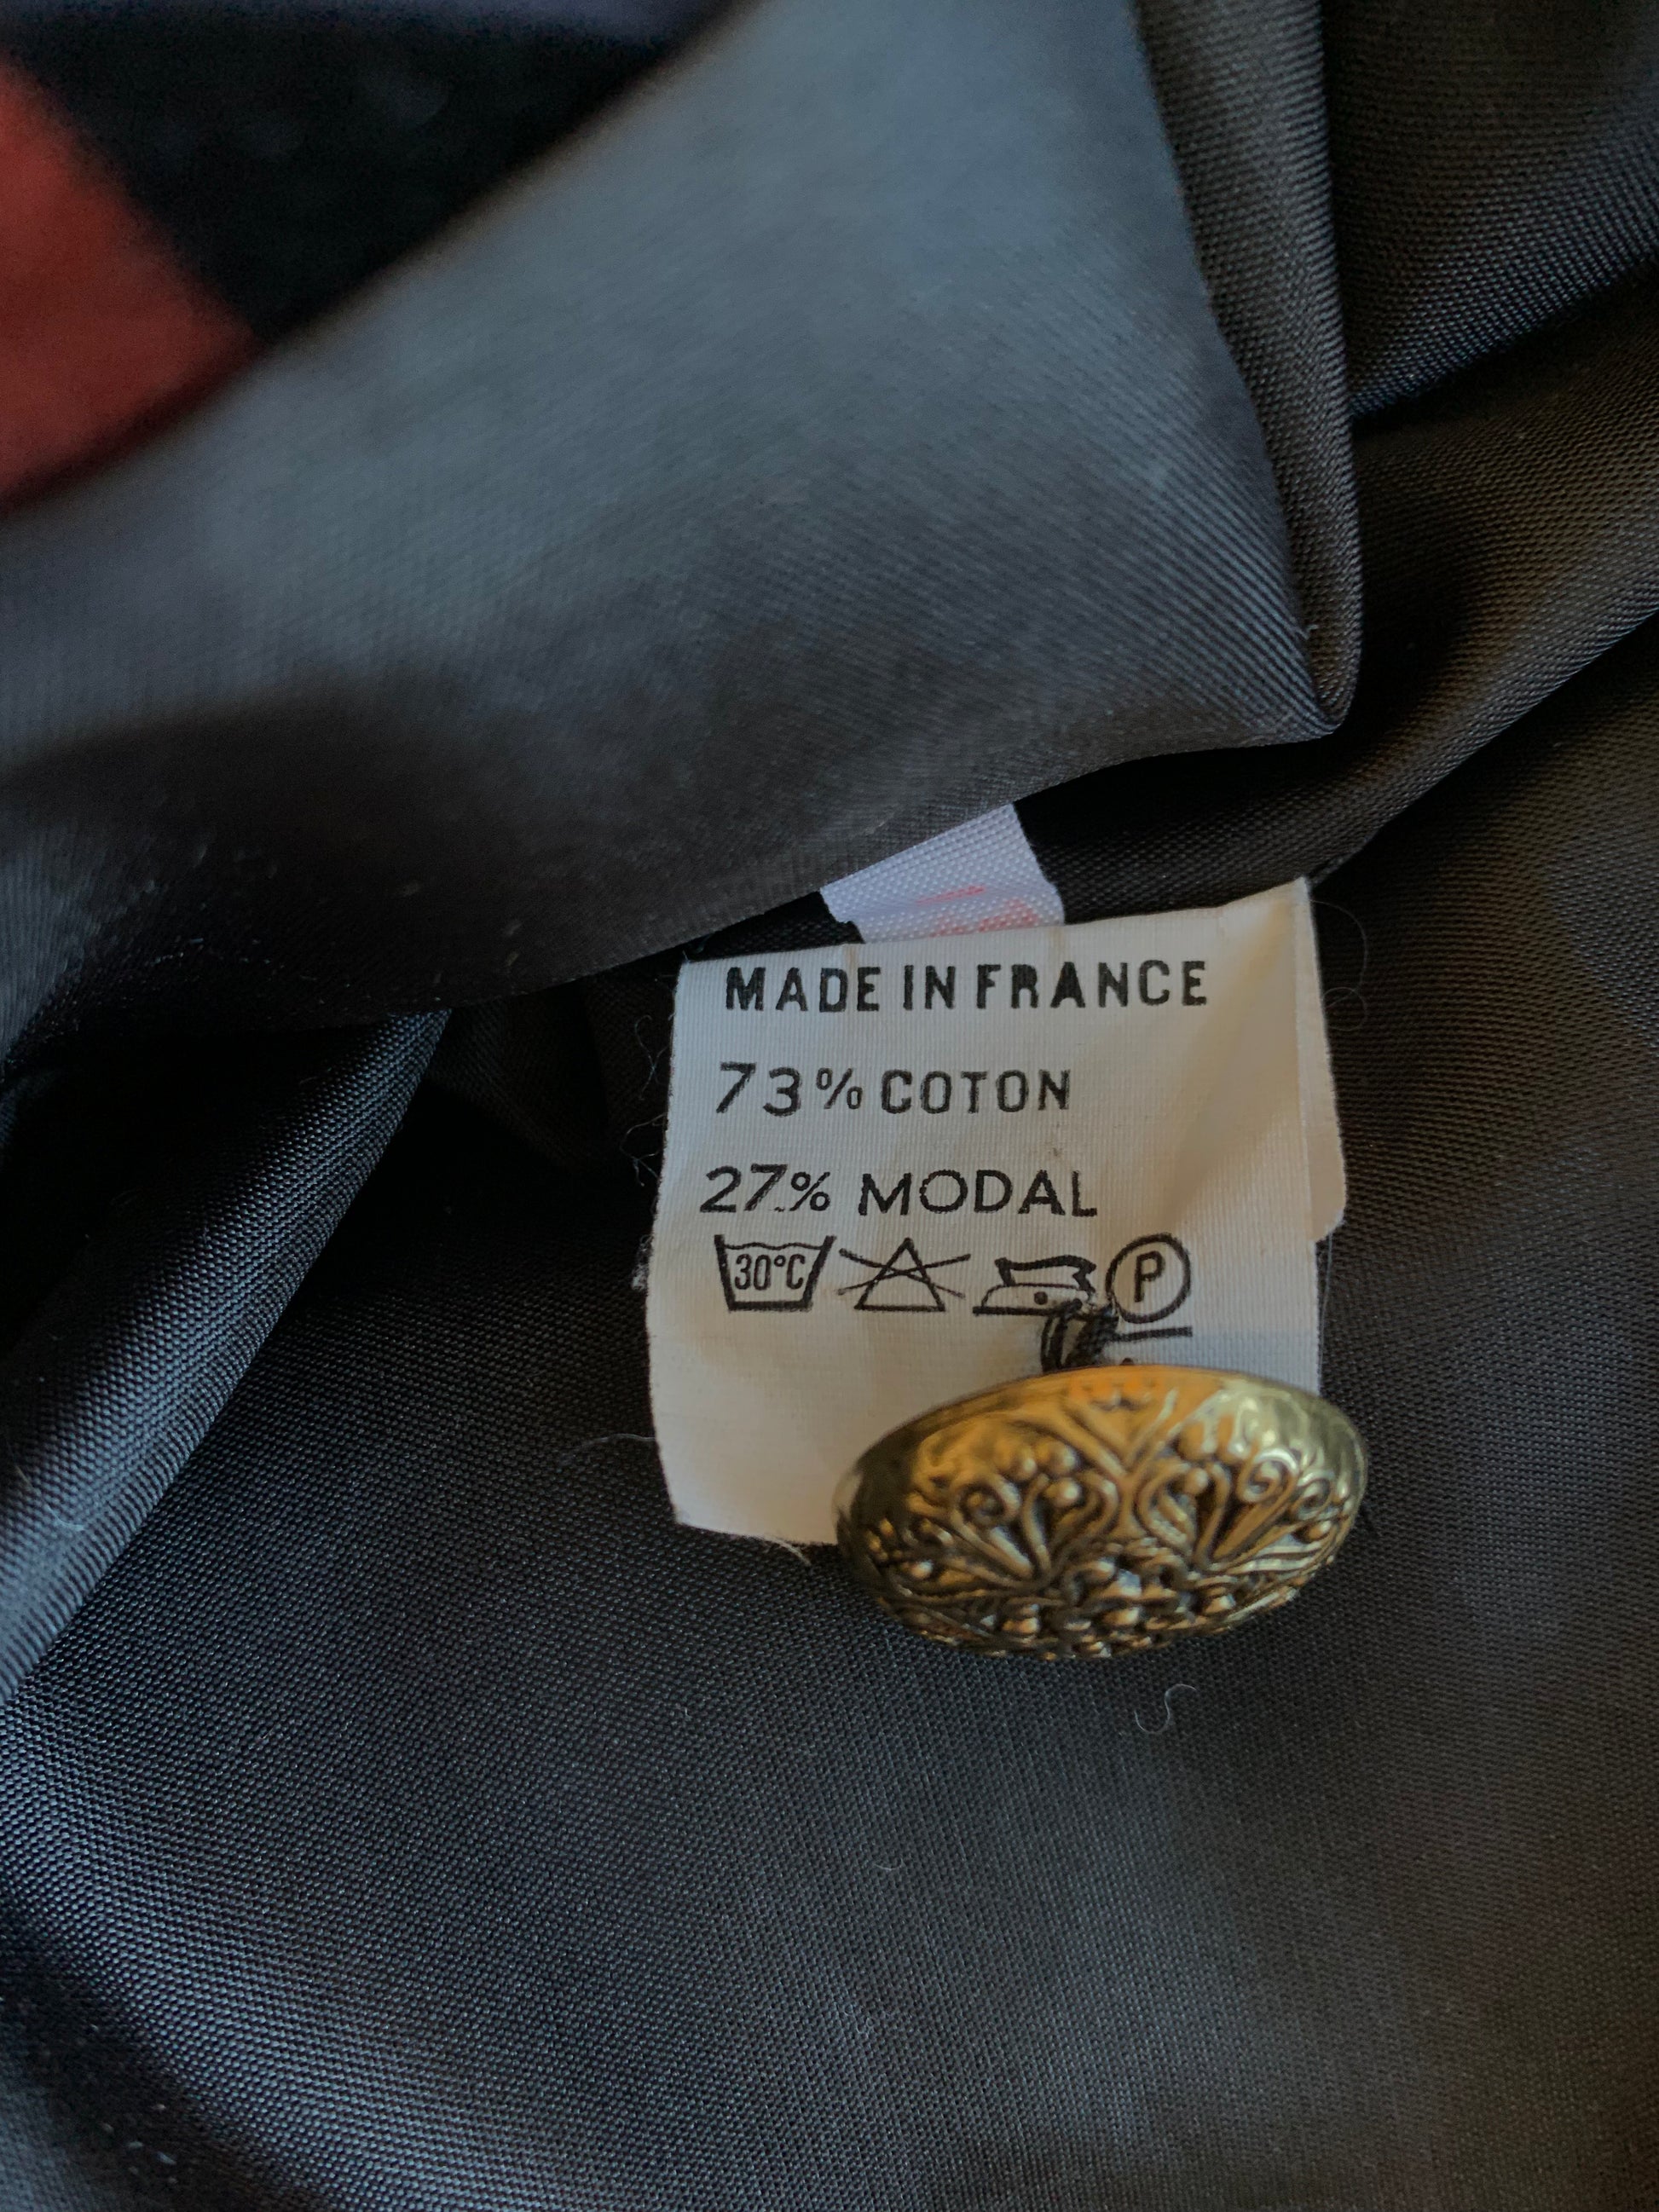 MADE IN FRANCE
73% COTON
27% MODAL
30°C P